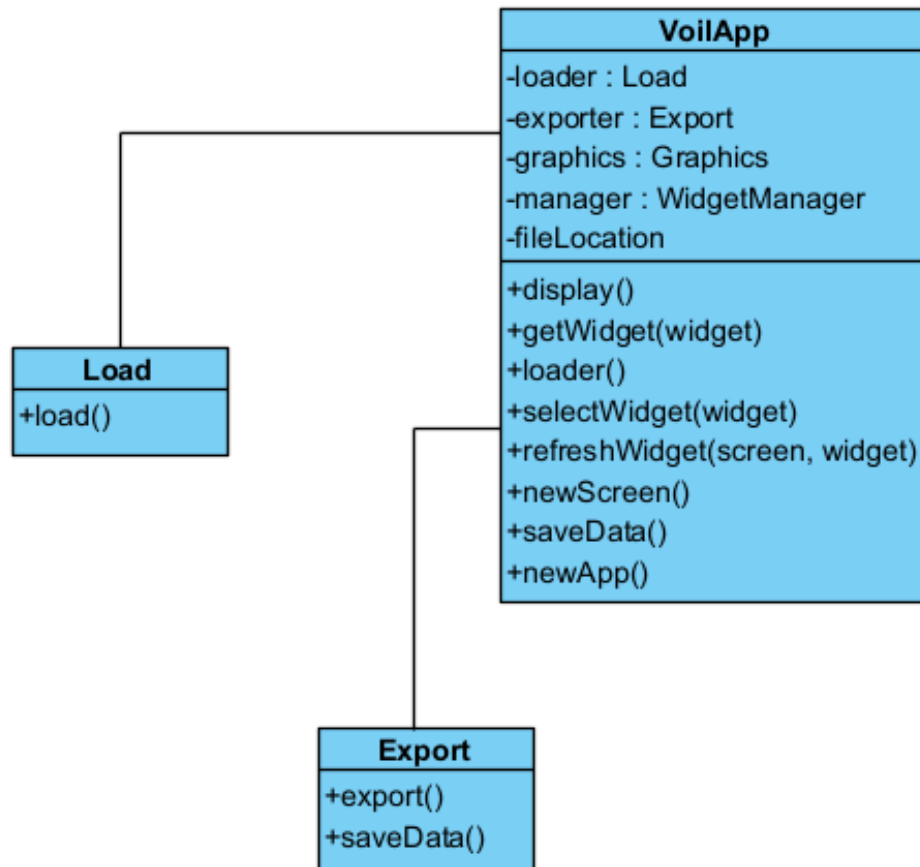 VoilApp
-loader : Load
-exporter : Export
-graphics : Graphics
-manager : WidgetManager
-fileLocation
+display()
+getWidget(widget)
+loader()
+selectWidget(widget)
+refreshWidget(screen, widget)
+newScreen()
+saveData()
+newApp()
Load
+load()
Export
+export()
+saveData()